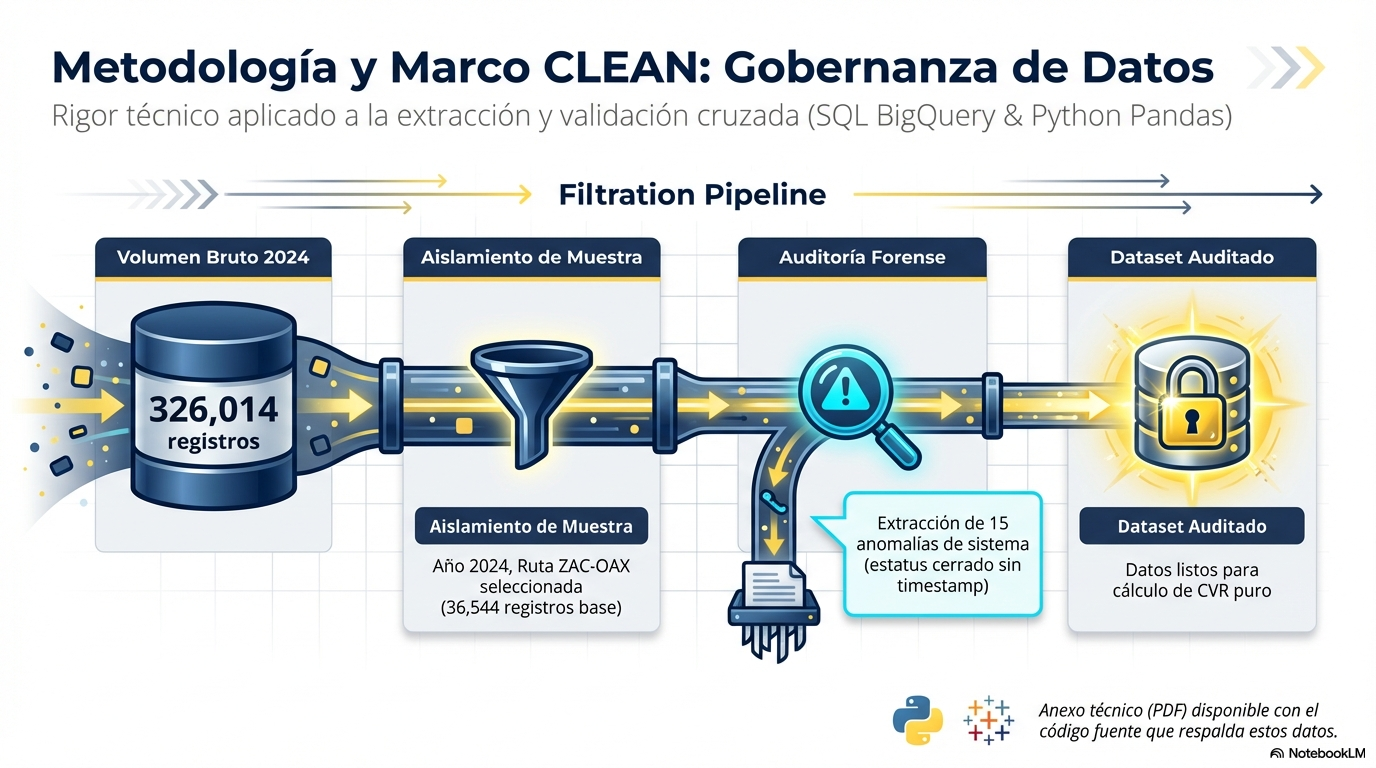 Metodología y Marco CLEAN: Gobernanza de Datos
Rigor técnico aplicado a la extracción y validación cruzada (SQL BigQuery & Python Pandas)
Filtration Pipeline
Volumen Bruto 2024
326,014
registros
Aislamiento de Muestra
Aislamiento de Muestra
Año 2024, Ruta ZAC-OAX
seleccionada
(36,544 registros base)
Auditoría Forense
Extracción de 15
anomalías de sistema
(estatus cerrado sin
timestamp)
Dataset Auditado
Dataset Auditado
Datos listos para
cálculo de CVR puro
Anexo técnico (PDF) disponible con el
código fuente que respalda estos datos.
NotebookLM